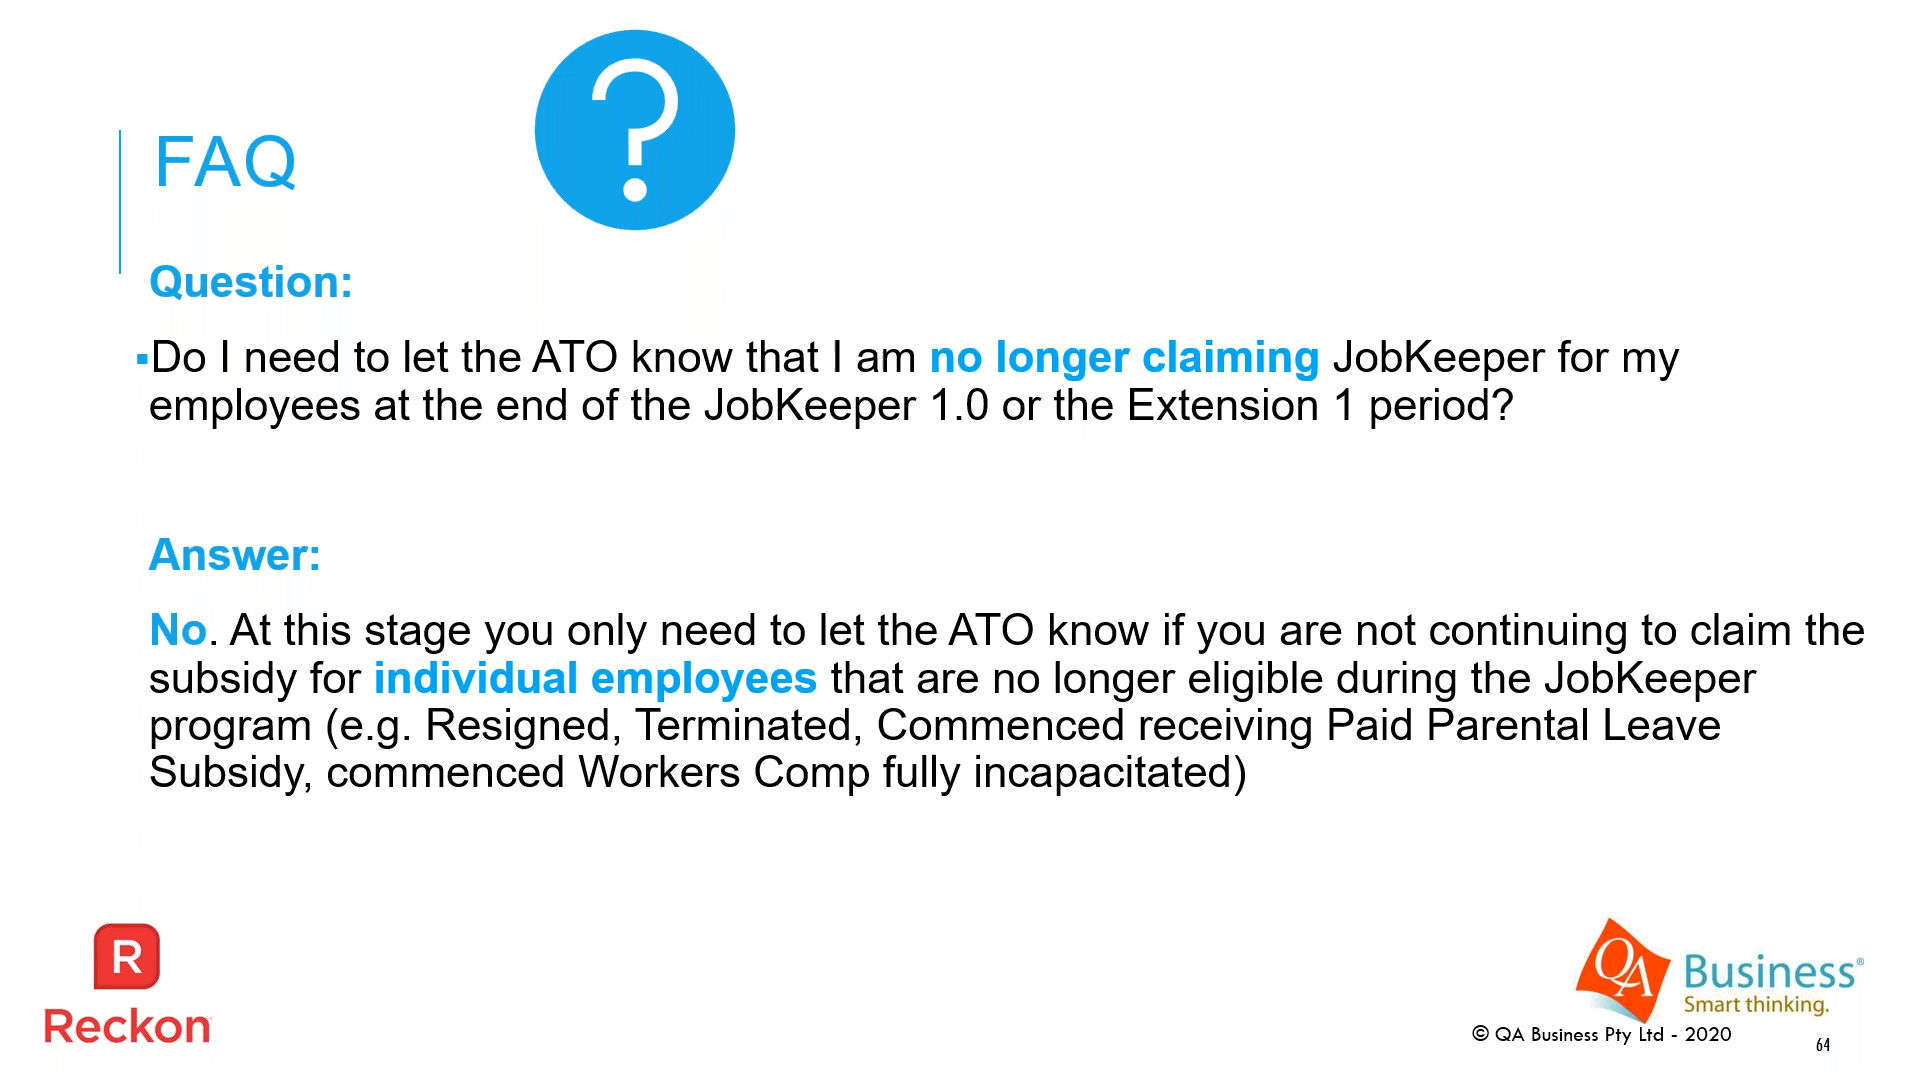 FAQ
Question:
▪Do I need to let the ATO know that I am no longer claiming JobKeeper for my
employees at the end of the JobKeeper 1.0 or the Extension 1 period?
Answer:
No. At this stage you only need to let the ATO know if you are not continuing to claim the
subsidy for individual employees that are no longer eligible during the JobKeeper
program (e.g. Resigned, Terminated, Commenced receiving Paid Parental Leave
Subsidy, commenced Workers Comp fully incapacitated)
R
Reckon
QA
Business®
Smart thinking.
© QA Business Pty Ltd - 2020
64